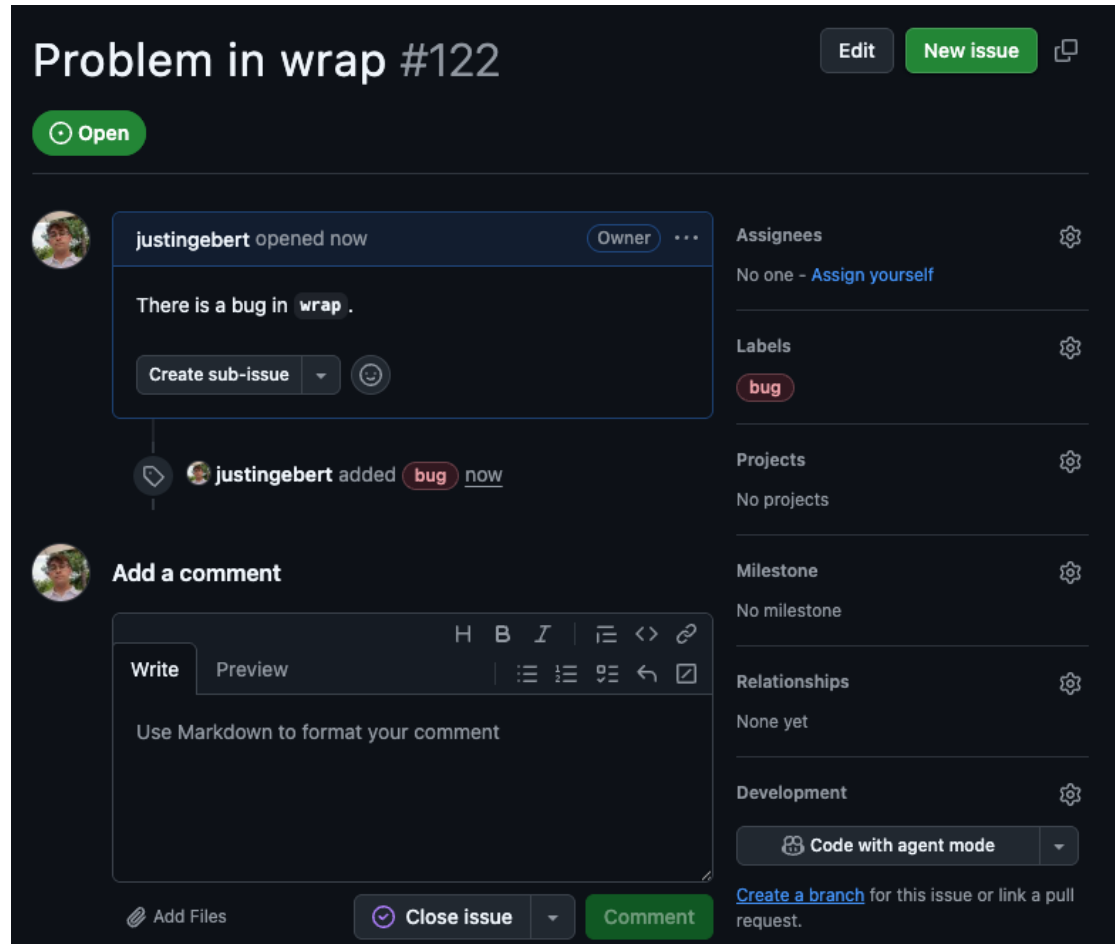 Problem in wrap #122
Edit
New issue
Open
justingebert opened now
Owner
There is a bug in wrap.
Create sub-issue
justingebert added bug now
Add a comment
H B I
Write
Preview
Use Markdown to format your comment
Add Files
Close issue
Comment
Assignees
No one - Assign yourself
Labels
bug
Projects
No projects
Milestone
No milestone
Relationships
None yet
Development
Code with agent mode
Create a branch for this issue or link a pull
request.